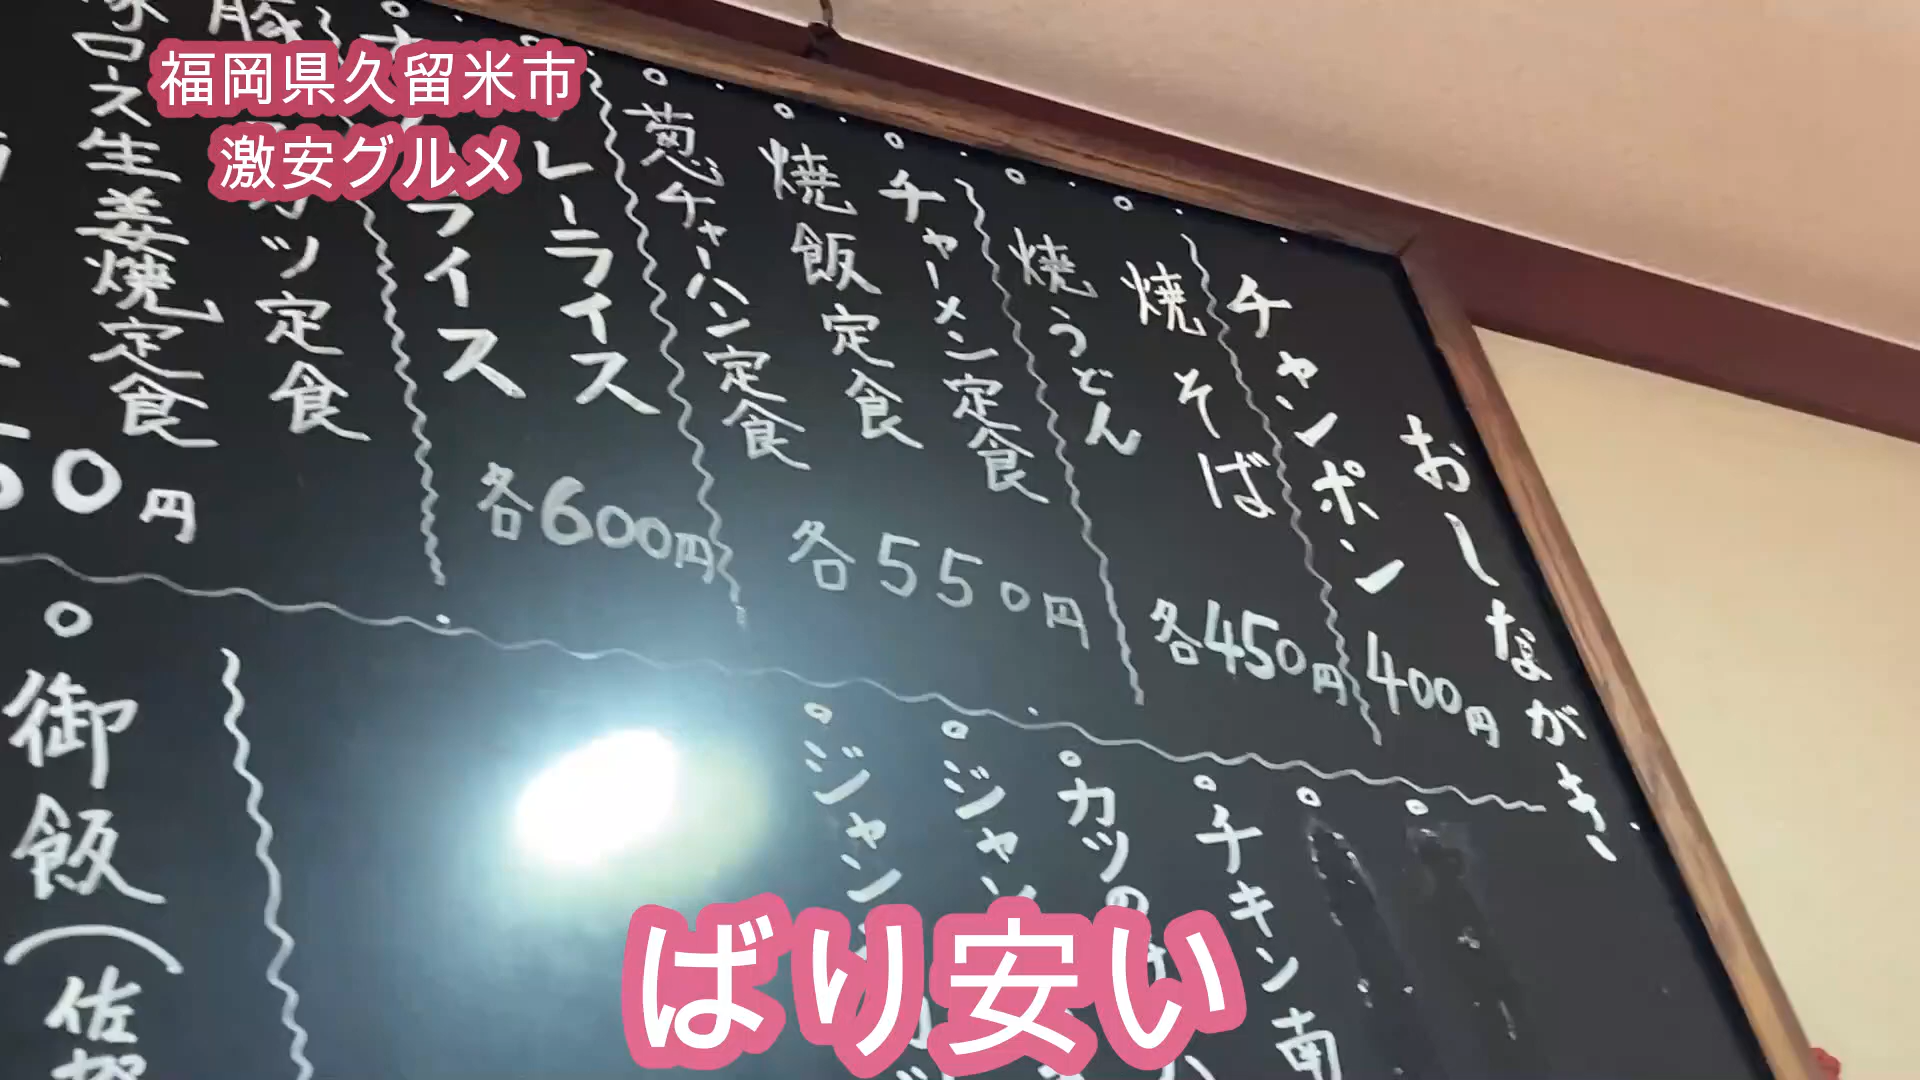 福岡県久留米市
激安グルメ
おしながき
チャンポン
400円
焼そば
焼うどん
各450円
チャーメン定食
焼飯定食
葱チャーハン定食
各550円
レーライス
ライス
各600円
ツ定食
ロース生姜焼定食
0円
チキン南
カツの
ジャン
ジャン
御飯(佐賀
ばり安い